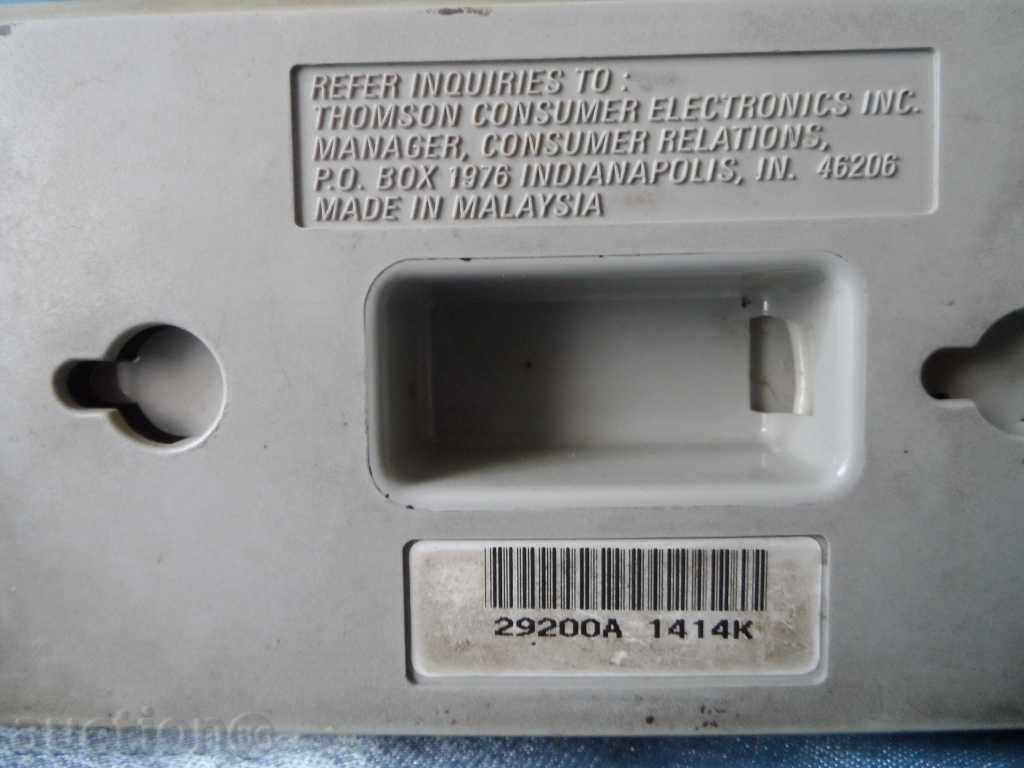 REFER INQUIRIES TO :
THOMSON CONSUMER ELECTRONICS INC.
MANAGER, CONSUMER RELATIONS,
P.O. BOX 1976 INDIANAPOLIS, IN. 46206
MADE IN MALAYSIA
29200A 1414K
auction